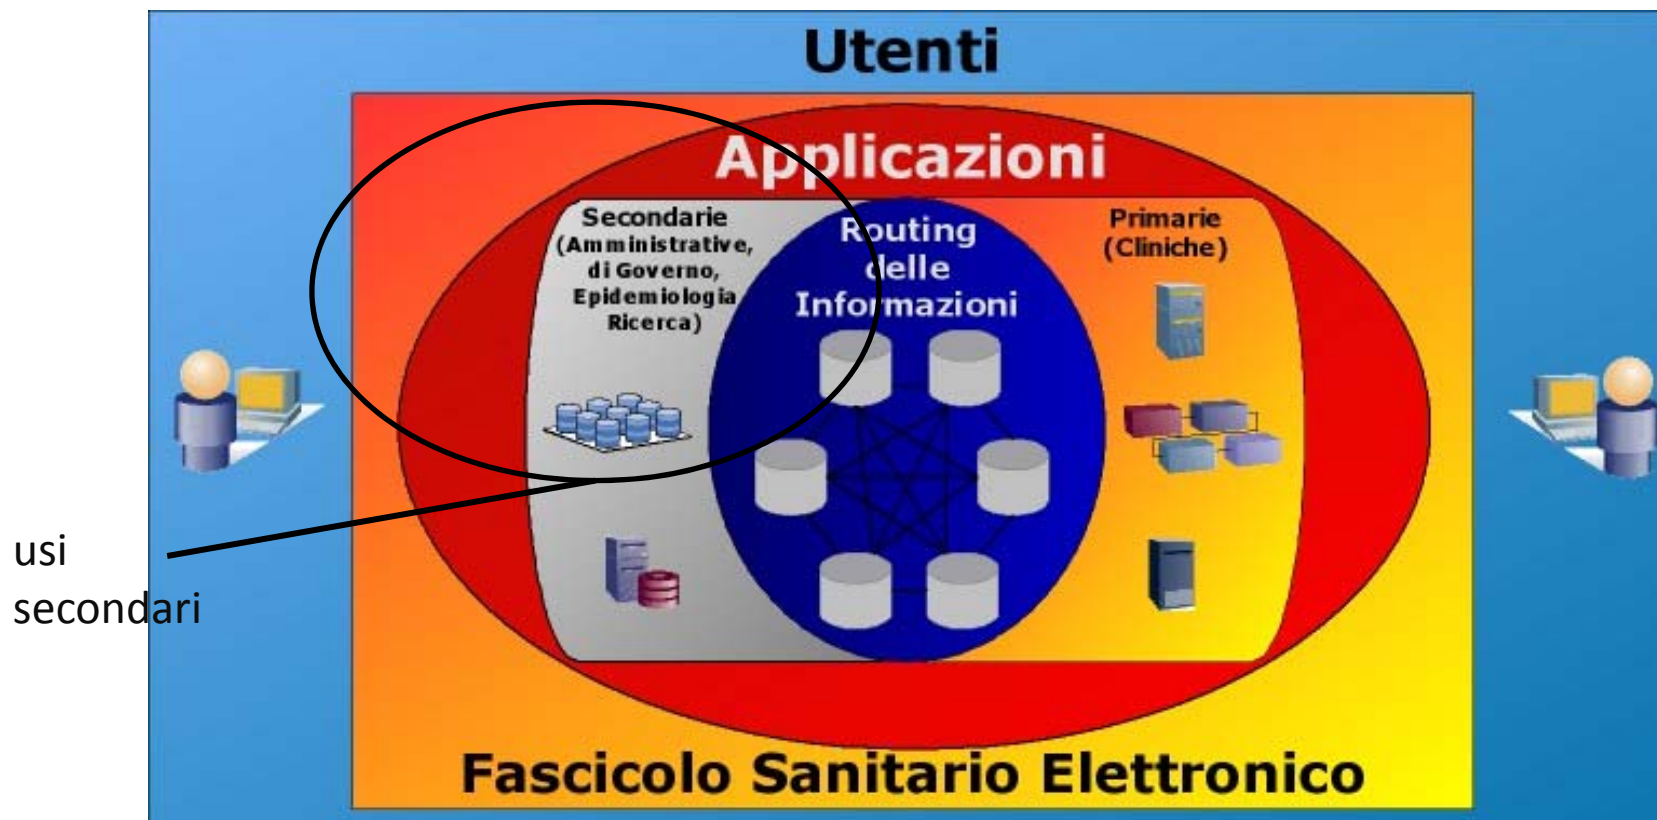 Utenti
Applicazioni
Secondarie
(Amministrative,
di Governo,
Epidemiologia
Ricerca)
Routing
delle
Informazioni
Primarie
(Cliniche)
usi
secondari
Fascicolo Sanitario Elettronico